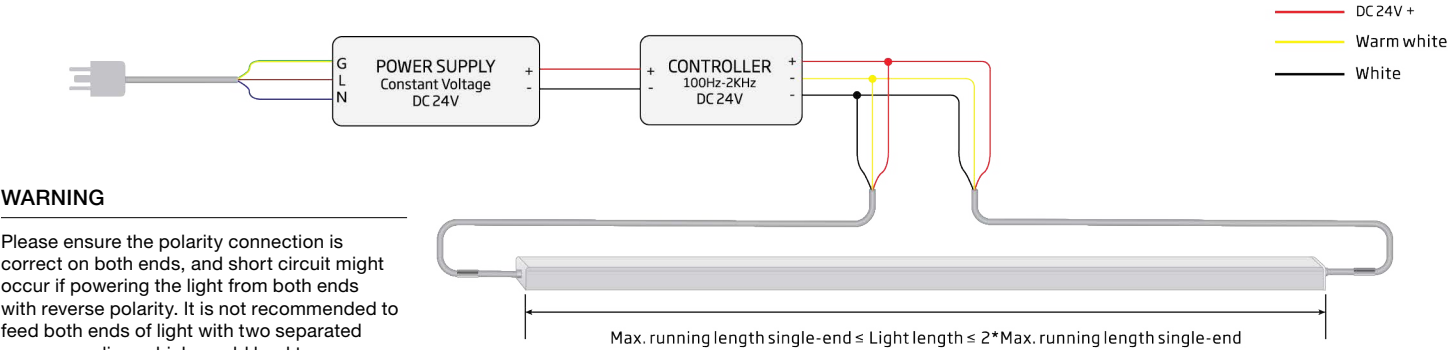 DC 24V +
Warm white
White
G
L
N
POWER SUPPLY
Constant Voltage
DC 24V
+
-
+
-
CONTROLLER
100Hz-2KHz
DC 24V
+
-
-
WARNING
Please ensure the polarity connection is
correct on both ends, and short circuit might
occur if powering the light from both ends
with reverse polarity. It is not recommended to
feed both ends of light with two separated
Max. running length single-end ≤ Light length ≤ 2*Max. running length single-end